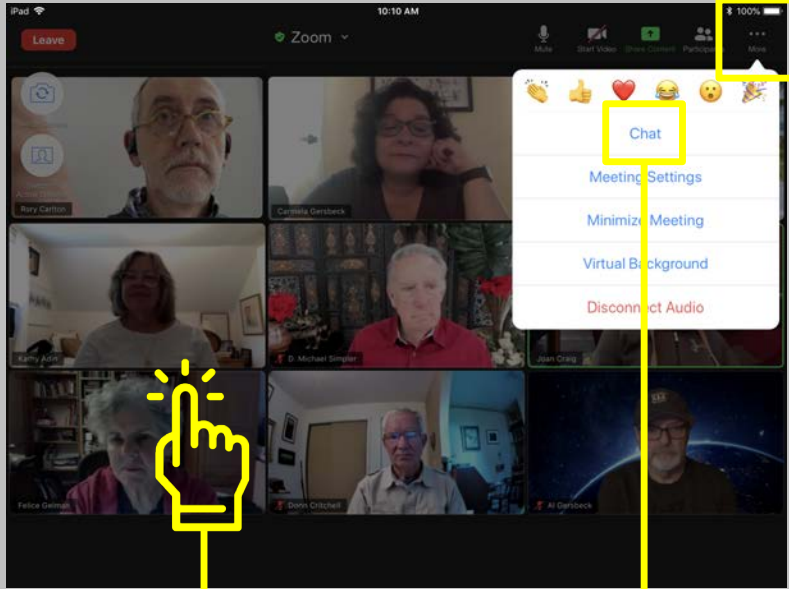 iPad
10:10 AM
100%
Leave
Zoom
Mute
Start Video
Share Content
Participants
More
Chat
Meeting Settings
Minimize Meeting
Virtual Background
Disconnect Audio
Rory Carlton
Carmela Gersbeck
Kathy Adin
D. Michael Simpler
Joan Craig
Felice Gelman
Donn Critchell
Al Gersbeck